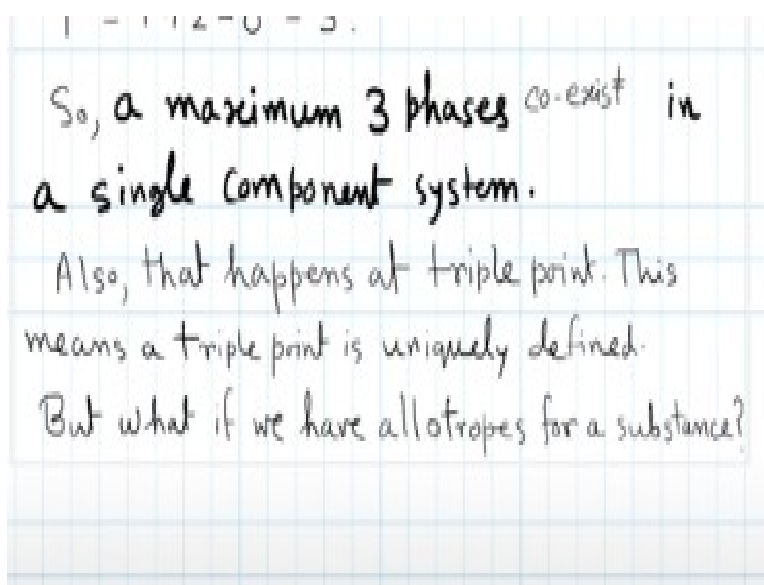 So, a maximum 3 phases co-exist in
a single component system.
Also, that happens at triple point. This
means a triple point is uniquely defined.
But what if we have allotropes for a substance?